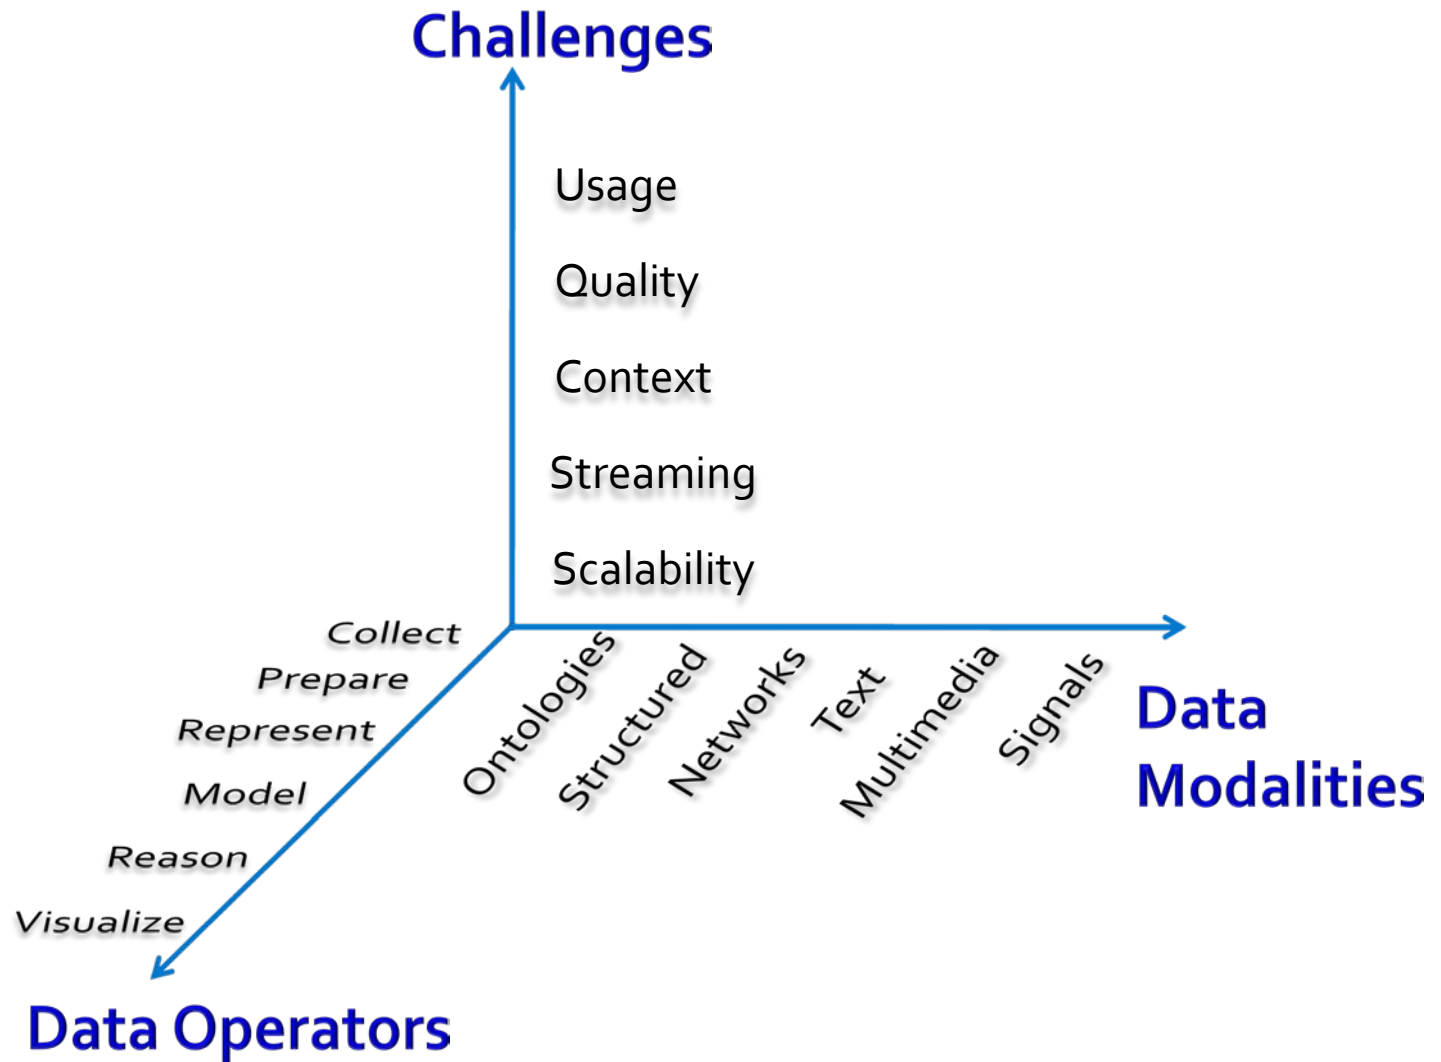 Challenges
Usage
Quality
Context
Streaming
Scalability
Collect
Prepare
Represent
Model
Reason
Visualize
Data Operators
Ontologies
Structured
Networks
Text
Multimedia
Signals
Data
Modalities